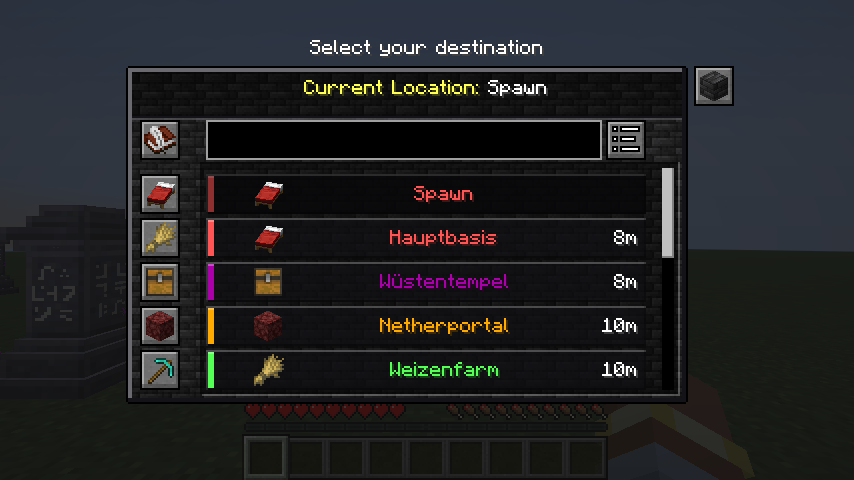 Select your destination
Current Location: Spawn
Spawn
Hauptbasis 8m
Wüstentempel 8m
Netherportal 10m
Weizenfarm 10m